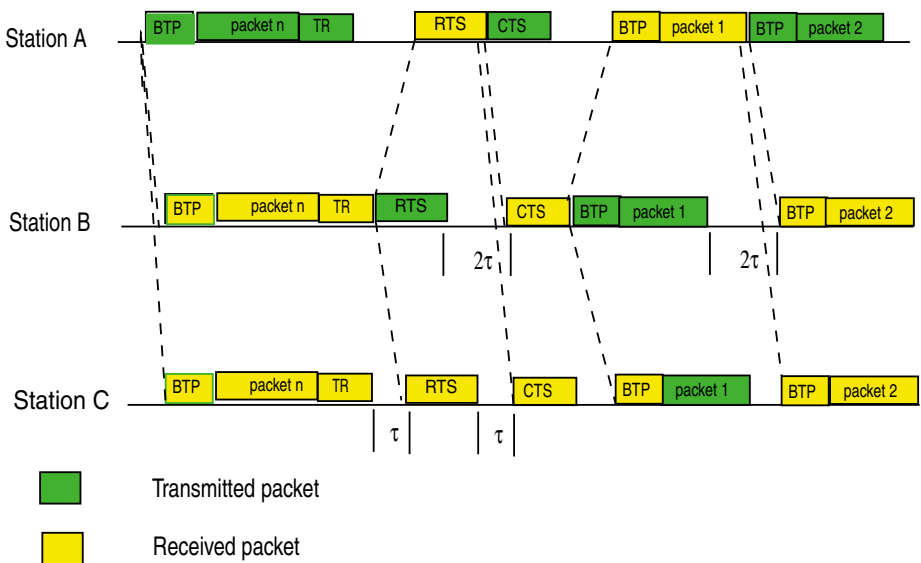 Station A BTP packet n TR RTS CTS BTP packet 1 BTP packet 2
Station B BTP packet n TR RTS CTS BTP packet 1 BTP packet 2
2τ 2τ
Station C BTP packet n TR RTS CTS BTP packet 1 BTP packet 2
τ τ
Transmitted packet
Received packet